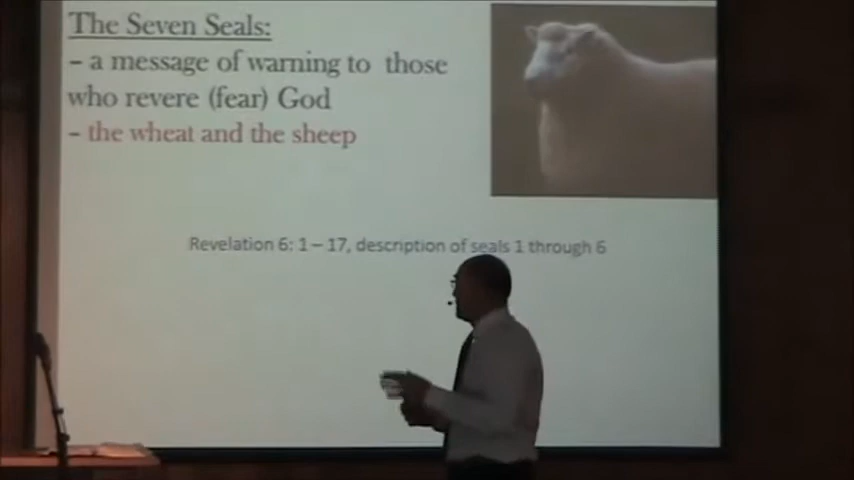 The Seven Seals:
– a message of warning to those
who revere (fear) God
– the wheat and the sheep
Revelation 6: 1 – 17, description of seals 1 through 6